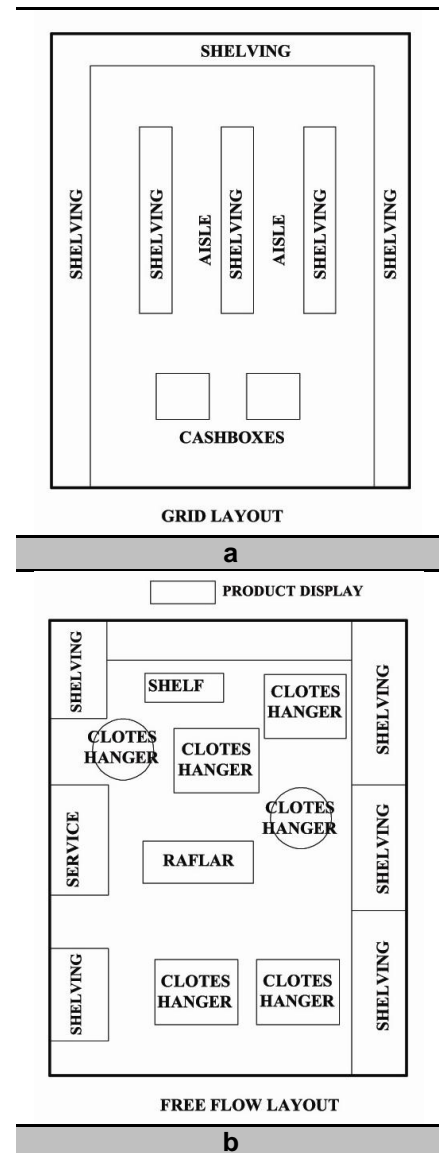 SHELVING
SHELVING
SHELVING
AISLE
SHELVING
AISLE
SHELVING
SHELVING
CASHBOXES
GRID LAYOUT
a
PRODUCT DISPLAY
SHELVING
SHELF
CLOTES
HANGER
SHELVING
CLOTES
HANGER
CLOTES
HANGER
CLOTES
HANGER
SERVICE
RAFLAR
SHELVING
SHELVING
CLOTES
HANGER
CLOTES
HANGER
SHELVING
FREE FLOW LAYOUT
b